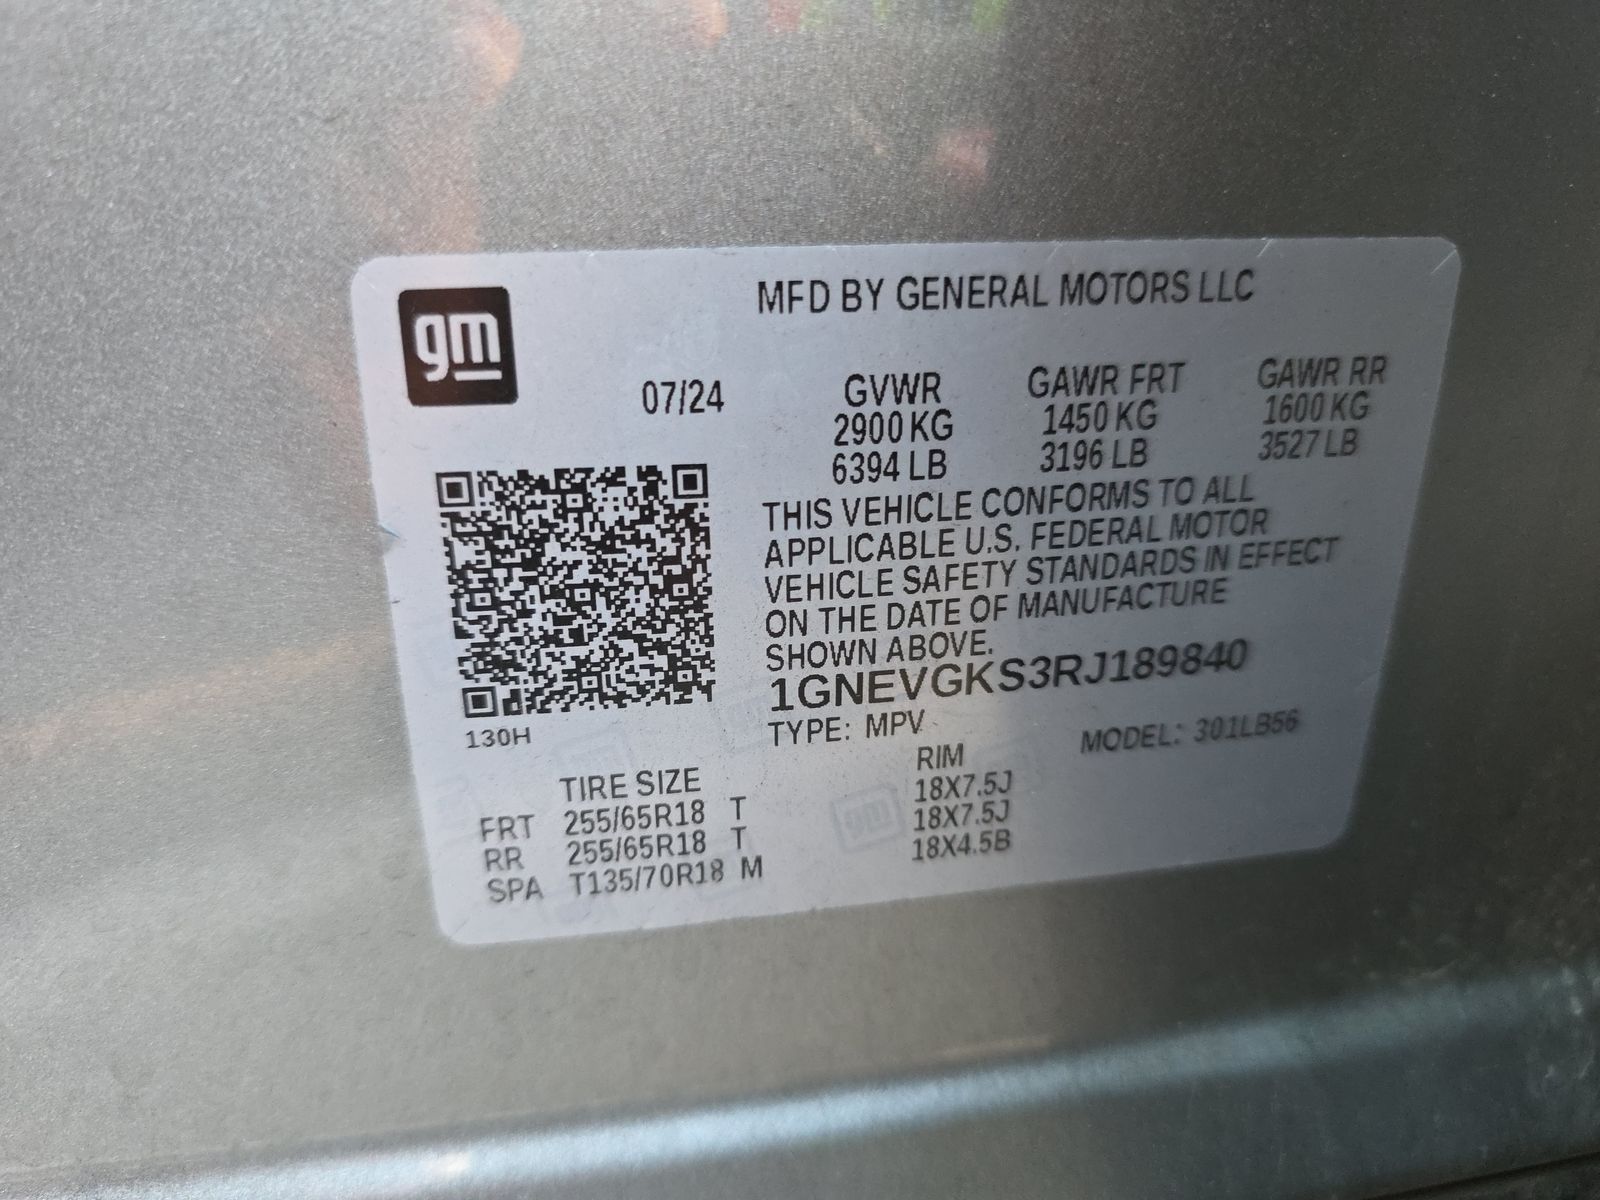 gm
MFD BY GENERAL MOTORS LLC
07/24 GVWR GAWR FRT GAWR RR
2900 KG 1450 KG 1600 KG
6394 LB 3196 LB 3527 LB
THIS VEHICLE CONFORMS TO ALL
APPLICABLE U.S. FEDERAL MOTOR
VEHICLE SAFETY STANDARDS IN EFFECT
ON THE DATE OF MANUFACTURE
SHOWN ABOVE.
1GNEVGKS3RJ189840
130H
TYPE: MPV MODEL: 301LB56
TIRE SIZE RIM
FRT 255/65R18 T 18X7.5J
RR 255/65R18 T 18X7.5J
SPA T135/70R18 M 18X4.5B